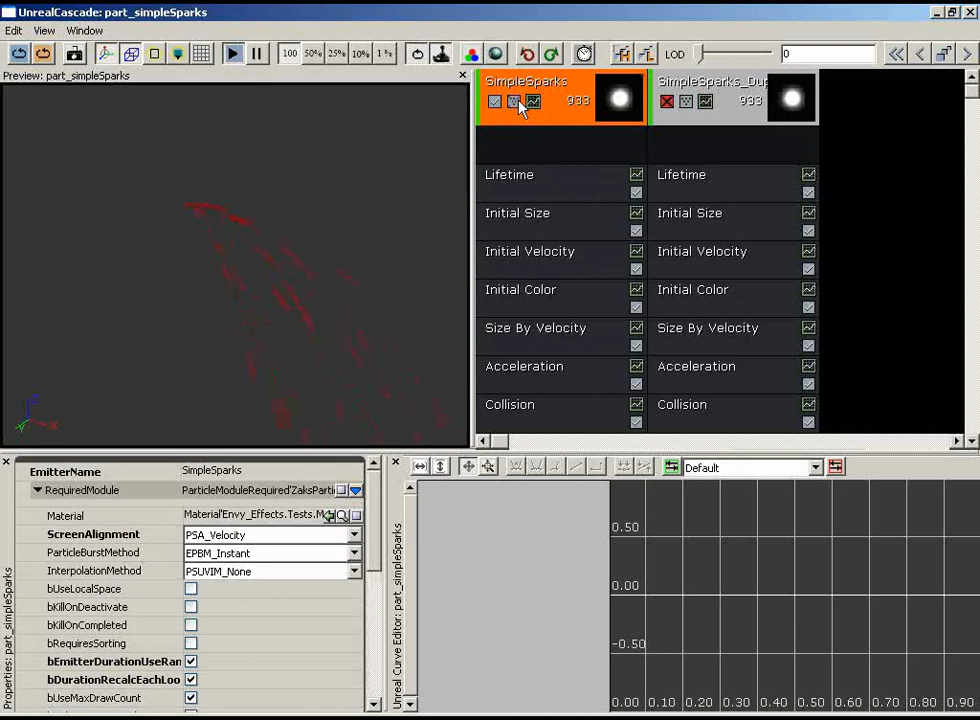 UnrealCascade: part_simpleSparks
Edit View Window
100 50% 25% 10% 1% LOD 0
Preview: part_simpleSparks
SimpleSparks SimpleSparks_Dup
933 933
Lifetime Lifetime
Initial Size Initial Size
Initial Velocity Initial Velocity
Initial Color Initial Color
Size By Velocity Size By Velocity
Acceleration Acceleration
Collision Collision
Z
X
Y
EmitterName SimpleSparks
RequiredModule ParticleModuleRequired'ZaksParti
Material Material'Envy_Effects.Tests.M
ScreenAlignment PSA_Velocity
ParticleBurstMethod EPBM_Instant
InterpolationMethod PSUVIM_None
bUseLocalSpace
bKillOnDeactivate
bKillOnCompleted
bRequiresSorting
bEmitterDurationUseRan
bDurationRecalcEachLoo
bUseMaxDrawCount
Properties: part_simpleSparks
Unreal Curve Editor: part_simpleSparks
Default
0.50
0.00
-0.50
0.00 0.10 0.20 0.30 0.40 0.50 0.60 0.70 0.80 0.90